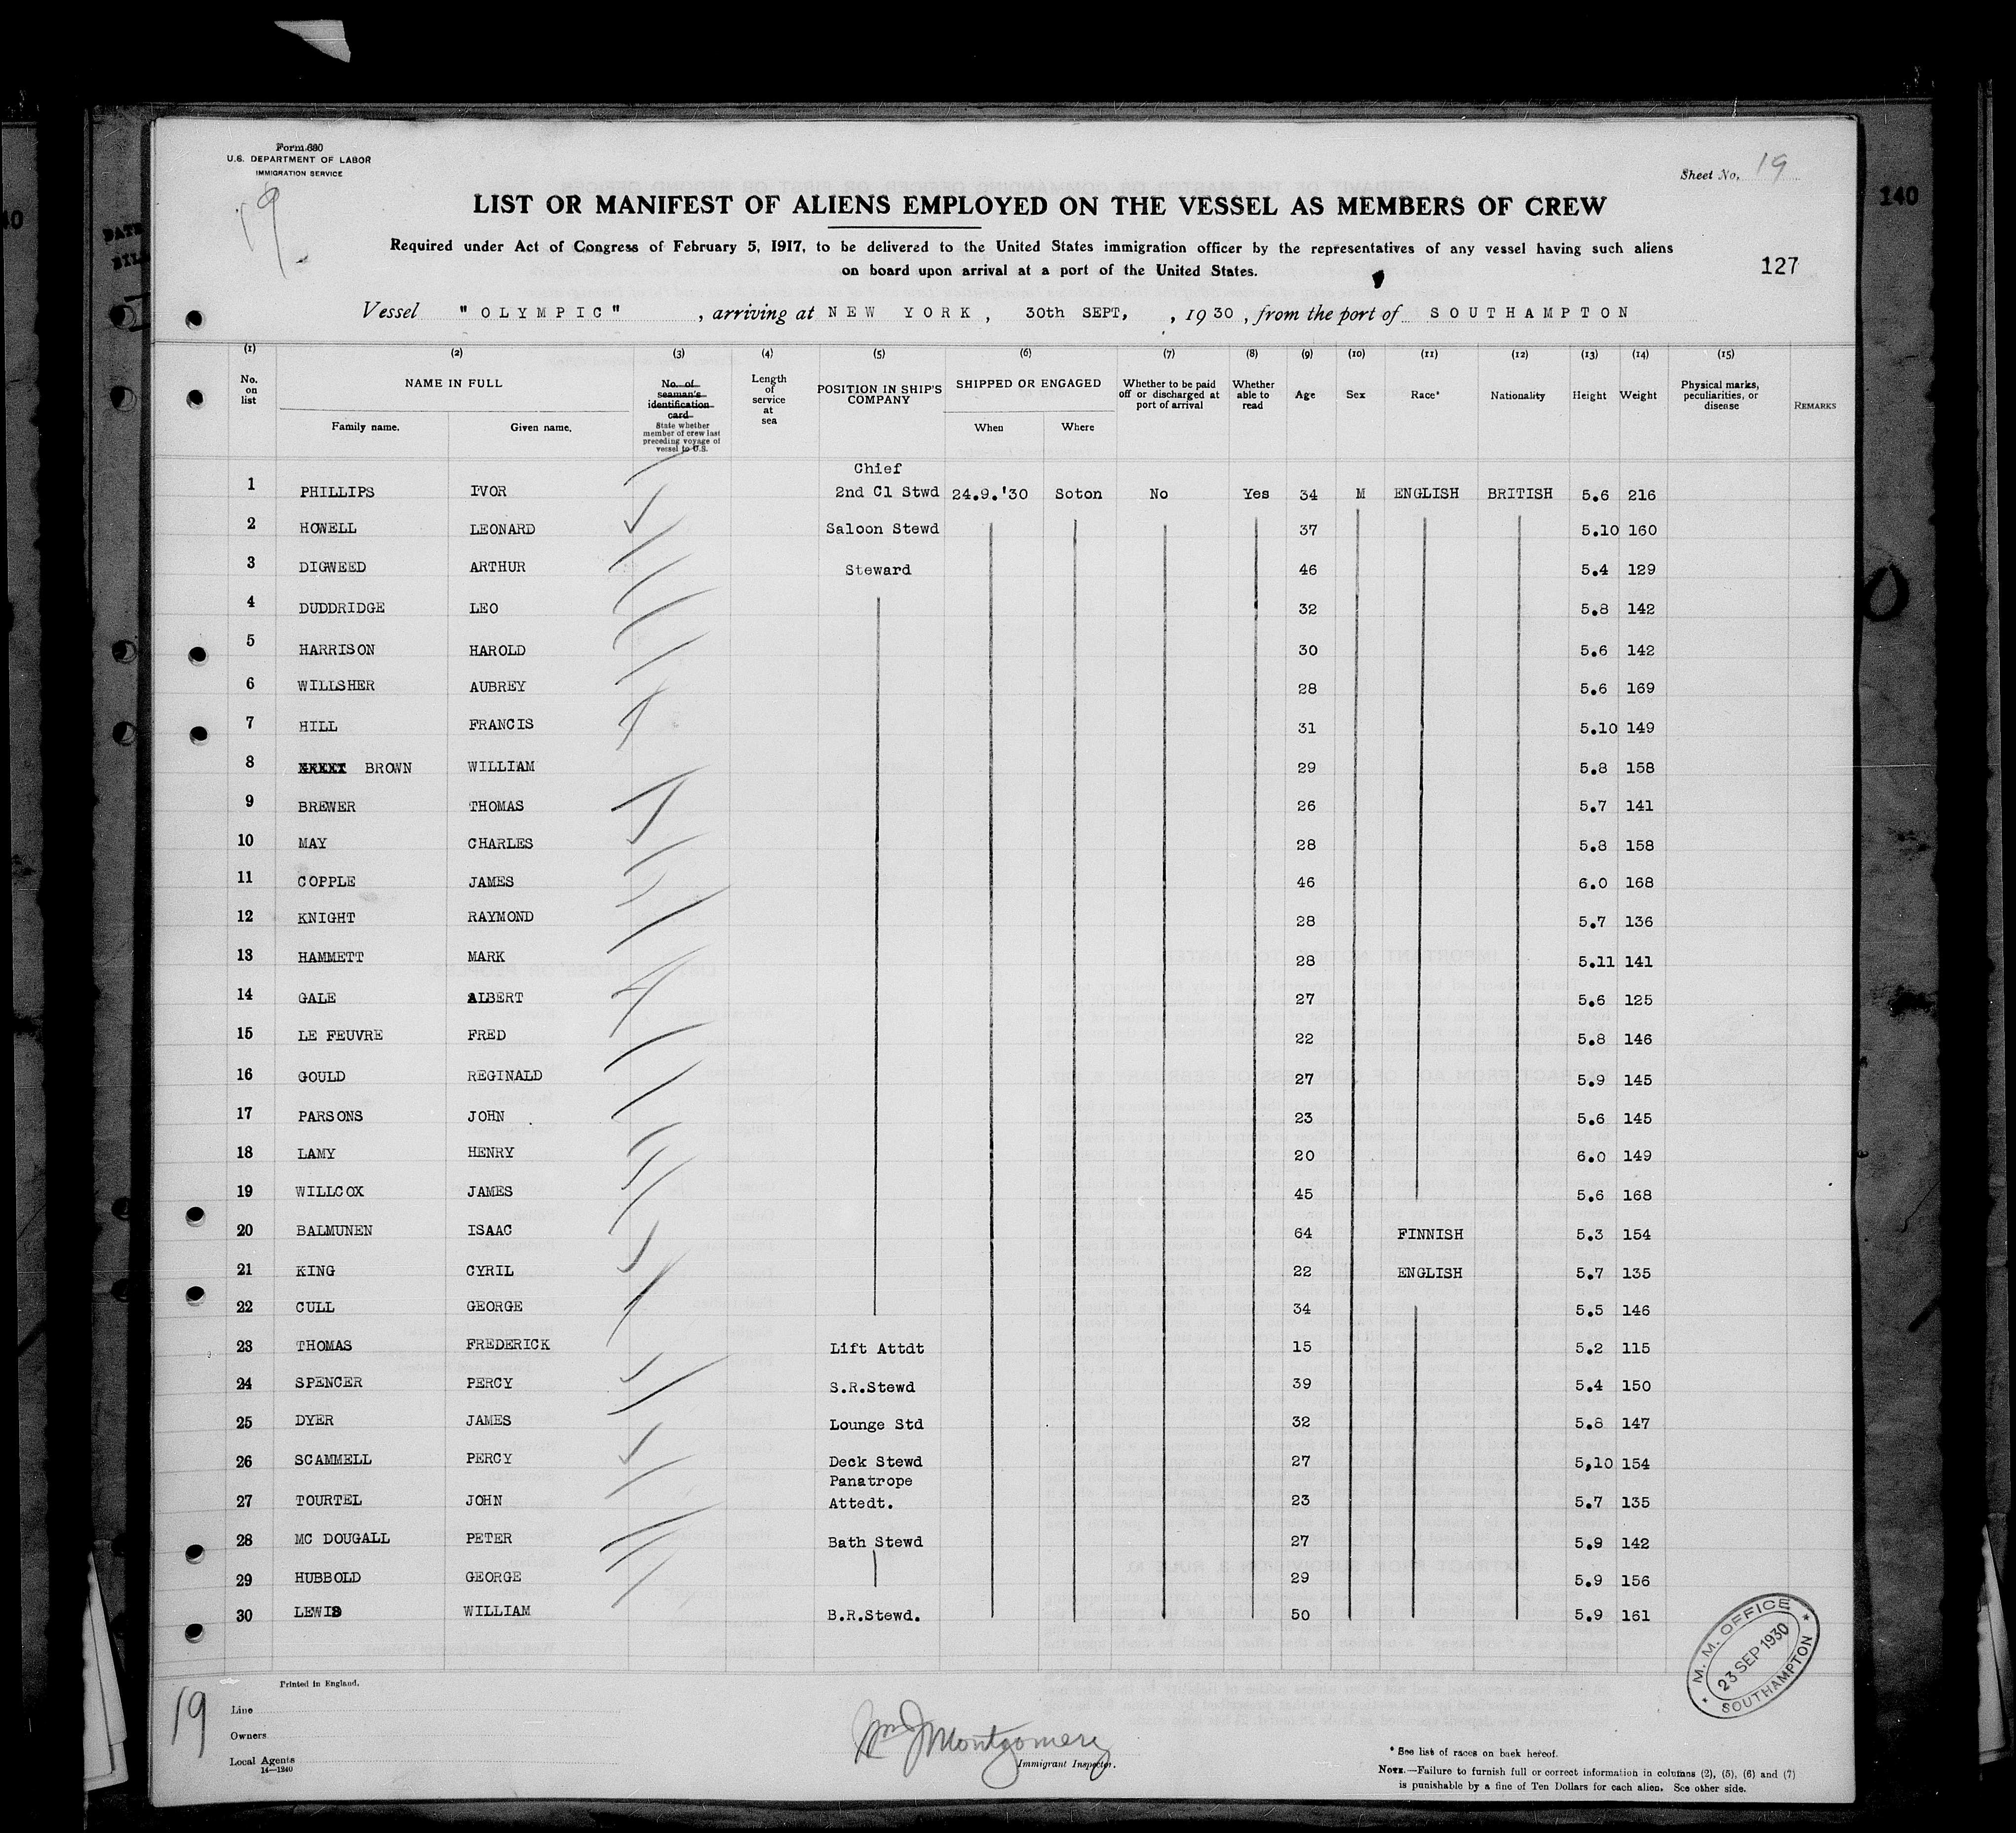 Form 680
U.S. DEPARTMENT OF LABOR
IMMIGRATION SERVICE
19
Sheet No. 19
LIST OR MANIFEST OF ALIENS EMPLOYED ON THE VESSEL AS MEMBERS OF CREW
Required under Act of Congress of February 5, 1917, to be delivered to the United States immigration officer by the representatives of any vessel having such aliens
on board upon arrival at a port of the United States.
127
140
Vessel "OLYMPIC", arriving at NEW YORK, 30th SEPT, , 1930, from the port of SOUTHAMPTON
(1) (2) (3) (4) (5) (6) (7) (8) (9) (10) (11) (12) (13) (14) (15)
No. on list
NAME IN FULL
Family name. Given name.
No. of seaman's identification card
State whether member of crew last preceding voyage of vessel to U.S.
Length of service at sea
POSITION IN SHIP'S COMPANY
SHIPPED OR ENGAGED
When Where
Whether to be paid off or discharged at port of arrival
Whether able to read
Age Sex Race* Nationality Height Weight
Physical marks, peculiarities, or disease
REMARKS
1 PHILLIPS IVOR Chief 2nd Cl Stwd 24.9.'30 Soton No Yes 34 M ENGLISH BRITISH 5.6 216
2 HOWELL LEONARD Saloon Stewd 37 5.10 160
3 DIGWEED ARTHUR Steward 46 5.4 129
4 DUDDRIDGE LEO 32 5.8 142
5 HARRISON HAROLD 30 5.6 142
6 WILLSHER AUBREY 28 5.6 169
7 HILL FRANCIS 31 5.10 149
8 BROWN WILLIAM 29 5.8 158
9 BREWER THOMAS 26 5.7 141
10 MAY CHARLES 28 5.8 158
11 COPPLE JAMES 46 6.0 168
12 KNIGHT RAYMOND 28 5.7 136
13 HAMMETT MARK 28 5.11 141
14 GALE ALBERT 27 5.6 125
15 LE FEUVRE FRED 22 5.8 146
16 GOULD REGINALD 27 5.9 145
17 PARSONS JOHN 23 5.6 145
18 LAMY HENRY 20 6.0 149
19 WILLCOX JAMES 45 5.6 168
20 BALMUNEN ISAAC 64 FINNISH 5.3 154
21 KING CYRIL 22 ENGLISH 5.7 135
22 CULL GEORGE 34 5.5 146
23 THOMAS FREDERICK Lift Attdt 15 5.2 115
24 SPENCER PERCY S.R.Stewd 39 5.4 150
25 DYER JAMES Lounge Std 32 5.8 147
26 SCAMMELL PERCY Deck Stewd 27 5,10 154
27 TOURTEL JOHN Panatrope Attedt. 23 5.7 135
28 MC DOUGALL PETER Bath Stewd 27 5.9 142
29 HUBBOLD GEORGE 29 5.9 156
30 LEWIS WILLIAM B.R.Stewd. 50 5.9 161
M. M. OFFICE
23 SEP 1930
SOUTHAMPTON
Printed in England.
19
Line
Owners
Local Agents
14—1240
Wm J Montgomery
Immigrant Inspector.
* See list of races on back hereof.
NOTE.—Failure to furnish full or correct information in columns (2), (5), (6) and (7)
is punishable by a fine of Ten Dollars for each alien. See other side.